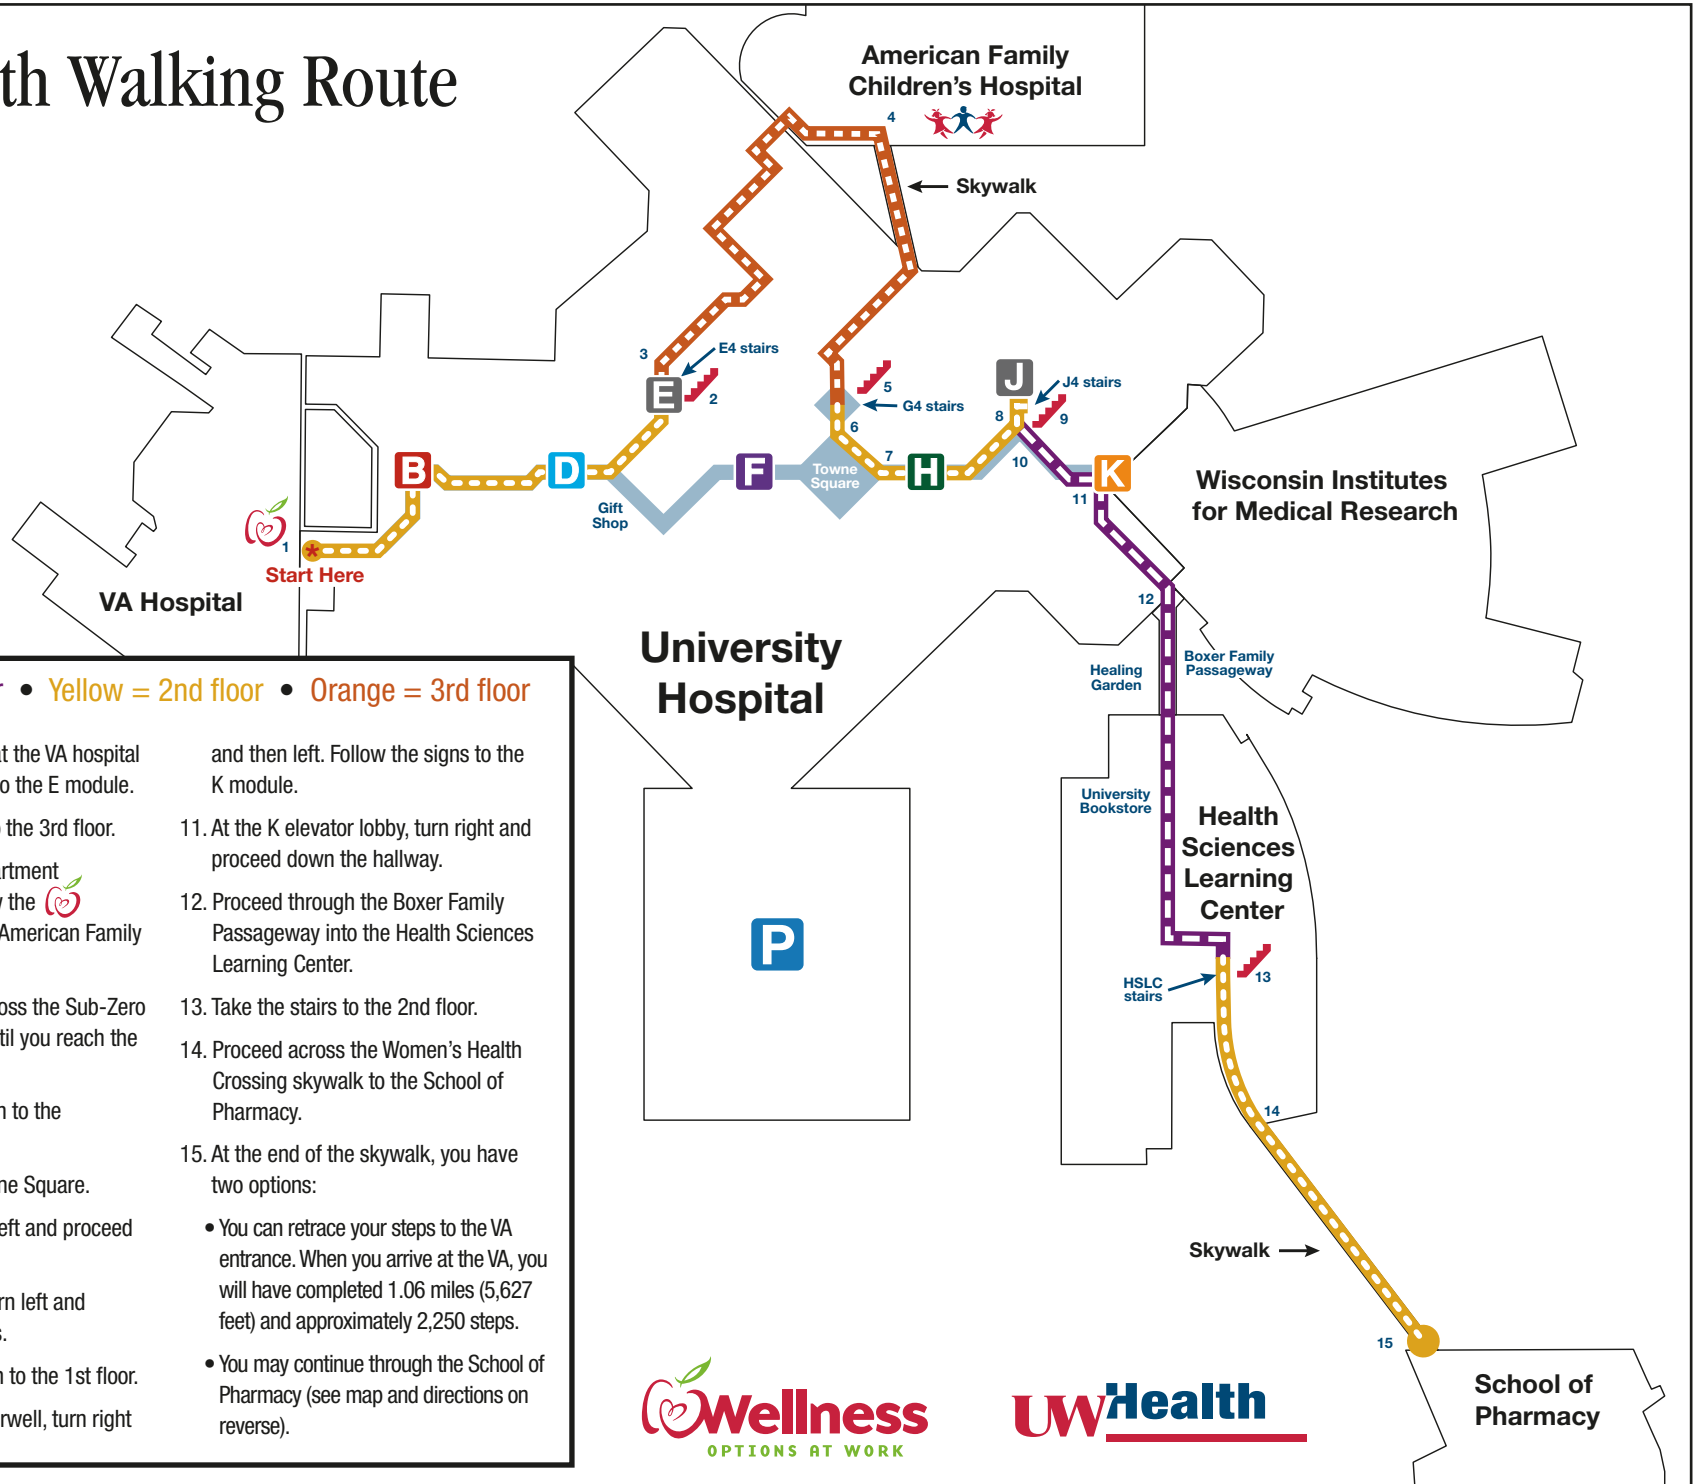 th Walking Route
American Family
Children's Hospital
4
Skywalk
3
E4 stairs
E
2
5
G4 stairs
6
J
J4 stairs
8
9
10
7
B
D
F
Towne
Square
H
K
11
Gift
Shop
Wisconsin Institutes
for Medical Research
1
*
Start Here
VA Hospital
12
University
Hospital
Healing
Garden
Boxer Family
Passageway
University
Bookstore
Health
Sciences
Learning
Center
P
HSLC
stairs
13
14
Skywalk
15
School of
Pharmacy
r • Yellow = 2nd floor • Orange = 3rd floor
at the VA hospital
o the E module.
o the 3rd floor.
artment
w the
American Family
oss the Sub-Zero
til you reach the
n to the
ne Square.
eft and proceed
rn left and
s.
n to the 1st floor.
rwell, turn right
and then left. Follow the signs to the
K module.
11. At the K elevator lobby, turn right and
proceed down the hallway.
12. Proceed through the Boxer Family
Passageway into the Health Sciences
Learning Center.
13. Take the stairs to the 2nd floor.
14. Proceed across the Women's Health
Crossing skywalk to the School of
Pharmacy.
15. At the end of the skywalk, you have
two options:
• You can retrace your steps to the VA
entrance. When you arrive at the VA, you
will have completed 1.06 miles (5,627
feet) and approximately 2,250 steps.
• You may continue through the School of
Pharmacy (see map and directions on
reverse).
Wellness
OPTIONS AT WORK
UWHealth